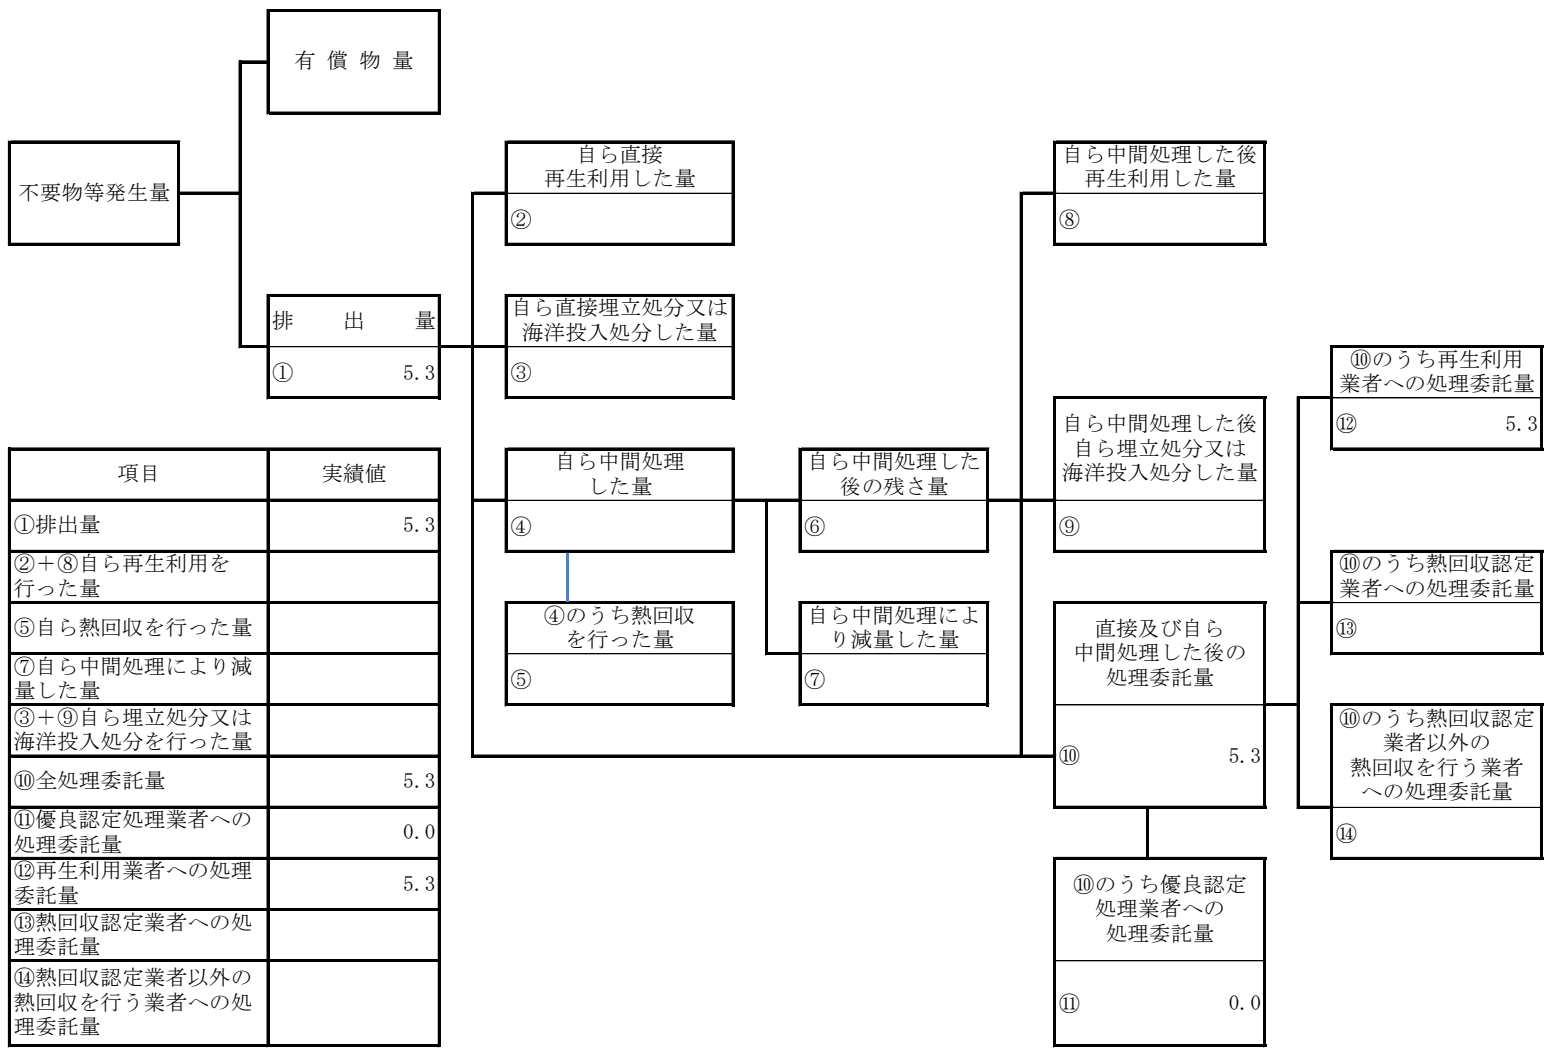 有償物量
不要物等発生量
排出量
① 5.3
自ら直接
再生利用した量
②
自ら直接埋立処分又は
海洋投入処分した量
③
自ら中間処理
した量
④
④のうち熱回収
を行った量
⑤
自ら中間処理した
後の残さ量
⑥
自ら中間処理によ
り減量した量
⑦
自ら中間処理した後
再生利用した量
⑧
自ら中間処理した後
自ら埋立処分又は
海洋投入処分した量
⑨
直接及び自ら
中間処理した後の
処理委託量
⑩ 5.3
⑩のうち優良認定
処理業者への
処理委託量
⑪ 0.0
⑩のうち再生利用
業者への処理委託量
⑫ 5.3
⑩のうち熱回収認定
業者への処理委託量
⑬
⑩のうち熱回収認定
業者以外の
熱回収を行う業者
への処理委託量
⑭
項目 実績値
①排出量 5.3
②＋⑧自ら再生利用を
行った量
⑤自ら熱回収を行った量
⑦自ら中間処理により減
量した量
③＋⑨自ら埋立処分又は
海洋投入処分を行った量
⑩全処理委託量 5.3
⑪優良認定処理業者への
処理委託量 0.0
⑫再生利用業者への処理
委託量 5.3
⑬熱回収認定業者への処
理委託量
⑭熱回収認定業者以外の
熱回収を行う業者への処
理委託量